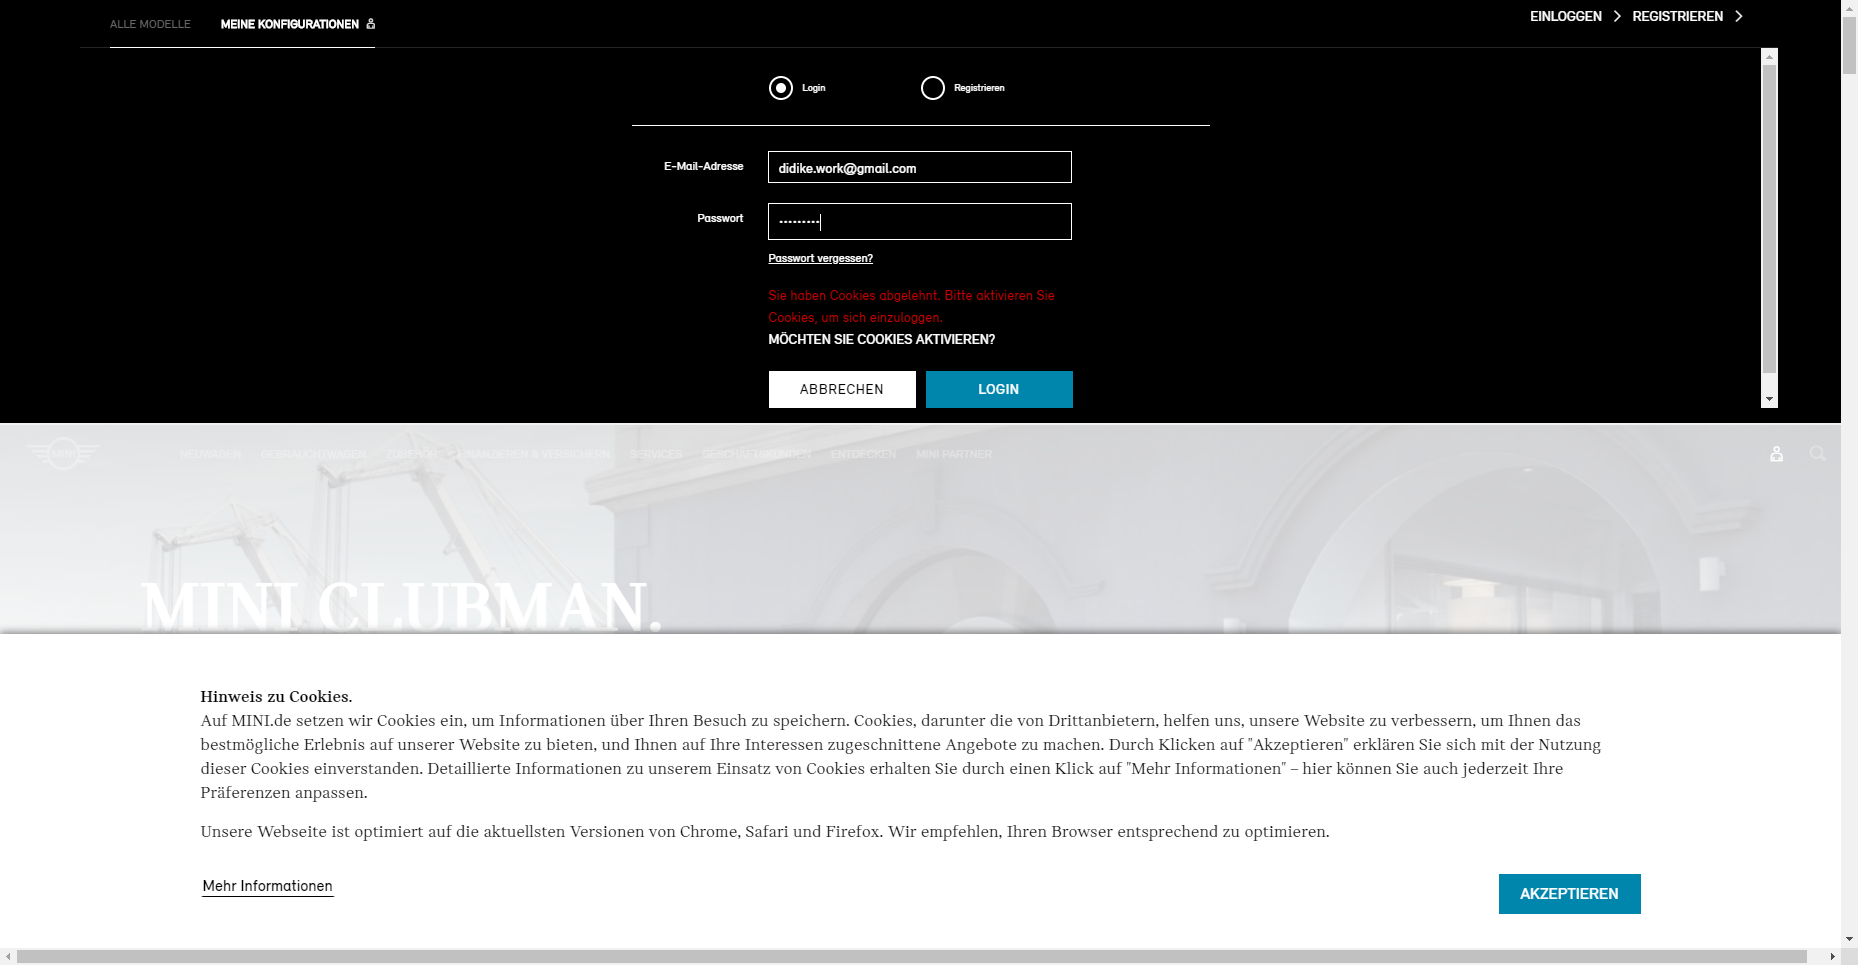 ALLE MODELLE
MEINE KONFIGURATIONEN
EINLOGGEN
REGISTRIEREN
Login
Registrieren
E-Mail-Adresse
didike.work@gmail.com
Passwort
Passwort vergessen?
Sie haben Cookies abgelehnt. Bitte aktivieren Sie
Cookies, um sich einzuloggen.
MÖCHTEN SIE COOKIES AKTIVIEREN?
ABBRECHEN
LOGIN
MINI
NEUWAGEN
GEBRAUCHTWAGEN
ZUBEHÖR
FINANZIEREN & VERSICHERN
SERVICES
GESCHÄFTSKUNDEN
ENTDECKEN
MINI PARTNER
MINI CLUBMAN.
Hinweis zu Cookies.
Auf MINI.de setzen wir Cookies ein, um Informationen über Ihren Besuch zu speichern. Cookies, darunter die von Drittanbietern, helfen uns, unsere Website zu verbessern, um Ihnen das
bestmögliche Erlebnis auf unserer Website zu bieten, und Ihnen auf Ihre Interessen zugeschnittene Angebote zu machen. Durch Klicken auf "Akzeptieren" erklären Sie sich mit der Nutzung
dieser Cookies einverstanden. Detaillierte Informationen zu unserem Einsatz von Cookies erhalten Sie durch einen Klick auf "Mehr Informationen" – hier können Sie auch jederzeit Ihre
Präferenzen anpassen.
Unsere Webseite ist optimiert auf die aktuellsten Versionen von Chrome, Safari und Firefox. Wir empfehlen, Ihren Browser entsprechend zu optimieren.
Mehr Informationen
AKZEPTIEREN